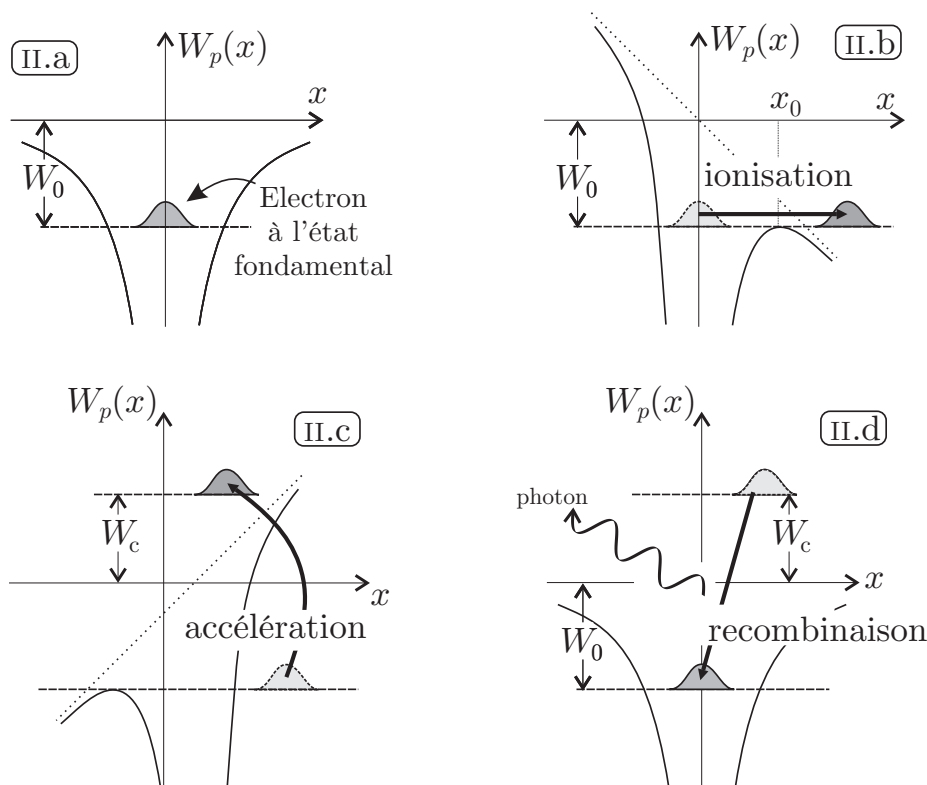 II.a
W_p(x)
x
W_0
Electron
à l'état
fondamental
II.b
W_p(x)
x_0
x
W_0
ionisation
W_p(x)
II.c
W_c
x
accélération
W_p(x)
II.d
photon
W_c
x
W_0
recombinaison